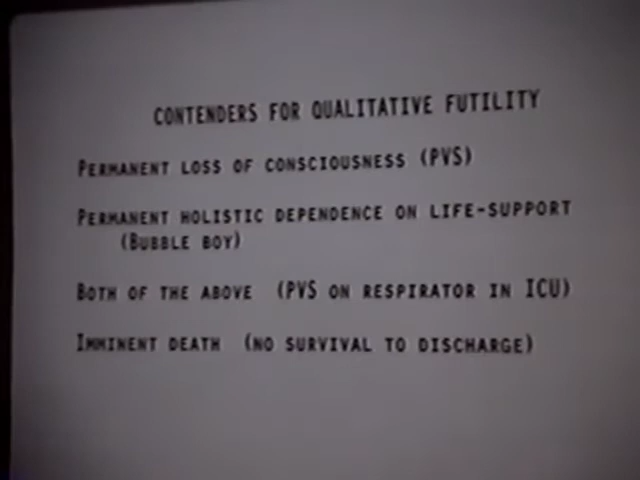 CONTENDERS FOR QUALITATIVE FUTILITY
PERMANENT LOSS OF CONSCIOUSNESS (PVS)
PERMANENT HOLISTIC DEPENDENCE ON LIFE-SUPPORT
(BUBBLE BOY)
BOTH OF THE ABOVE (PVS ON RESPIRATOR IN ICU)
IMMINENT DEATH (NO SURVIVAL TO DISCHARGE)